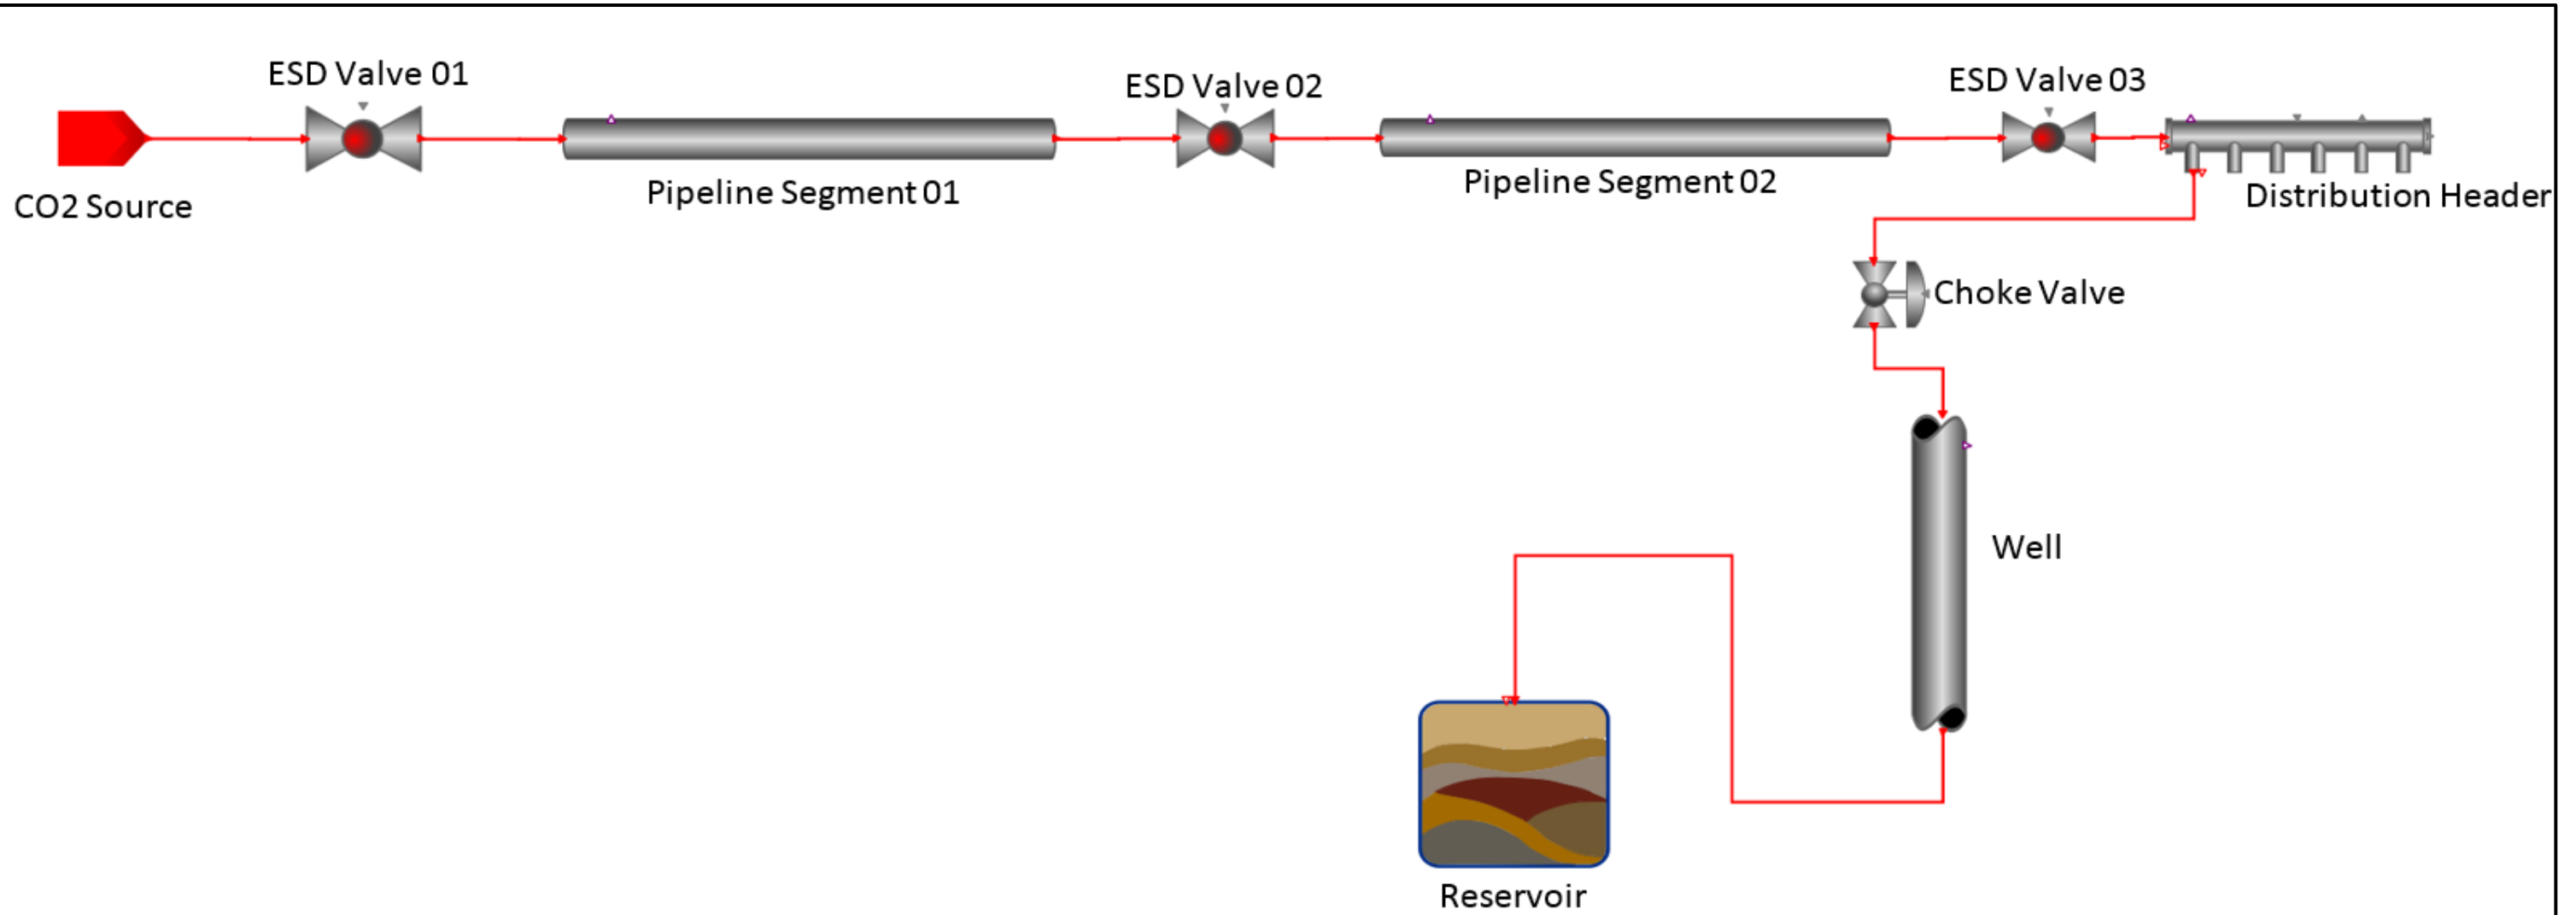 ESD Valve 01
ESD Valve 02
ESD Valve 03
CO2 Source
Pipeline Segment 01
Pipeline Segment 02
Distribution Header
Choke Valve
Well
Reservoir